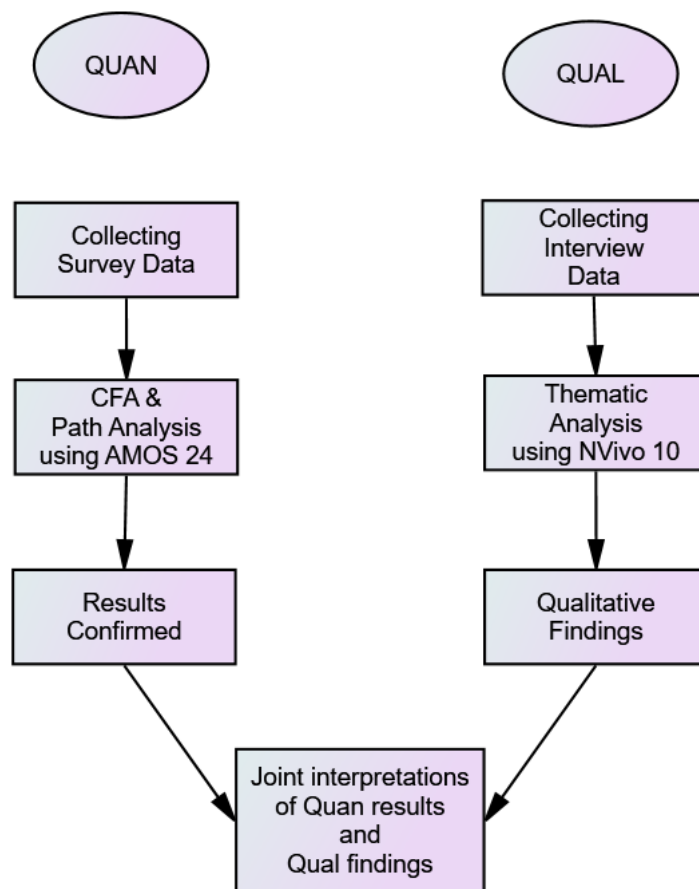 QUAN
QUAL
Collecting
Survey Data
Collecting
Interview
Data
CFA &
Path Analysis
using AMOS 24
Thematic
Analysis
using NVivo 10
Results
Confirmed
Qualitative
Findings
Joint interpretations
of Quan results
and
Qual findings